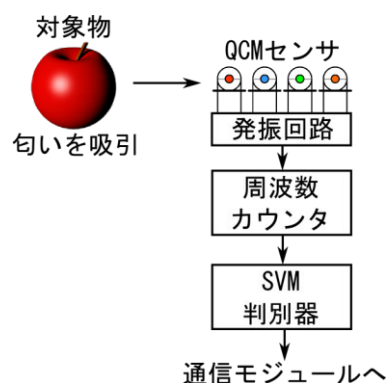 対象物
匂いを吸引
QCMセンサ
発振回路
周波数
カウンタ
SVM
判別器
通信モジュールへ